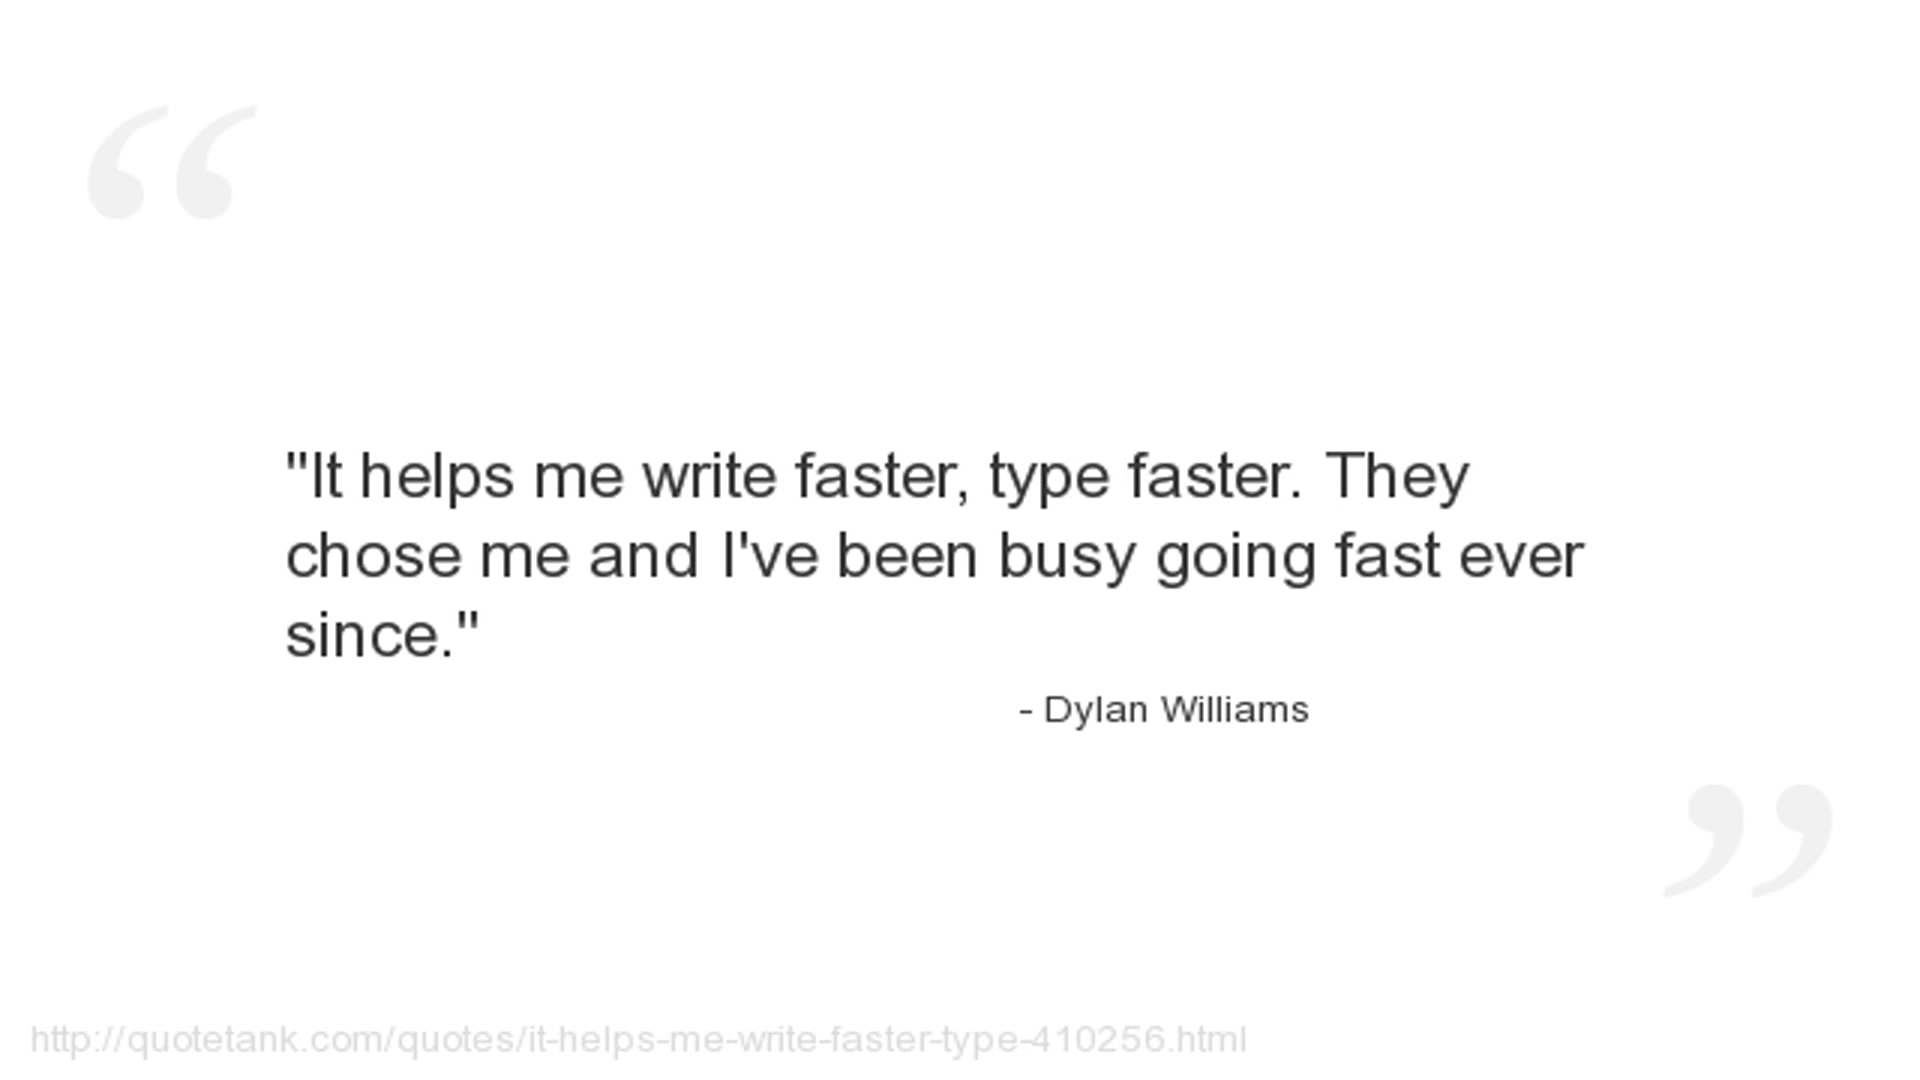 “
"It helps me write faster, type faster. They
chose me and I've been busy going fast ever
since."
- Dylan Williams
”
http://quotetank.com/quotes/it-helps-me-write-faster-type-410256.html